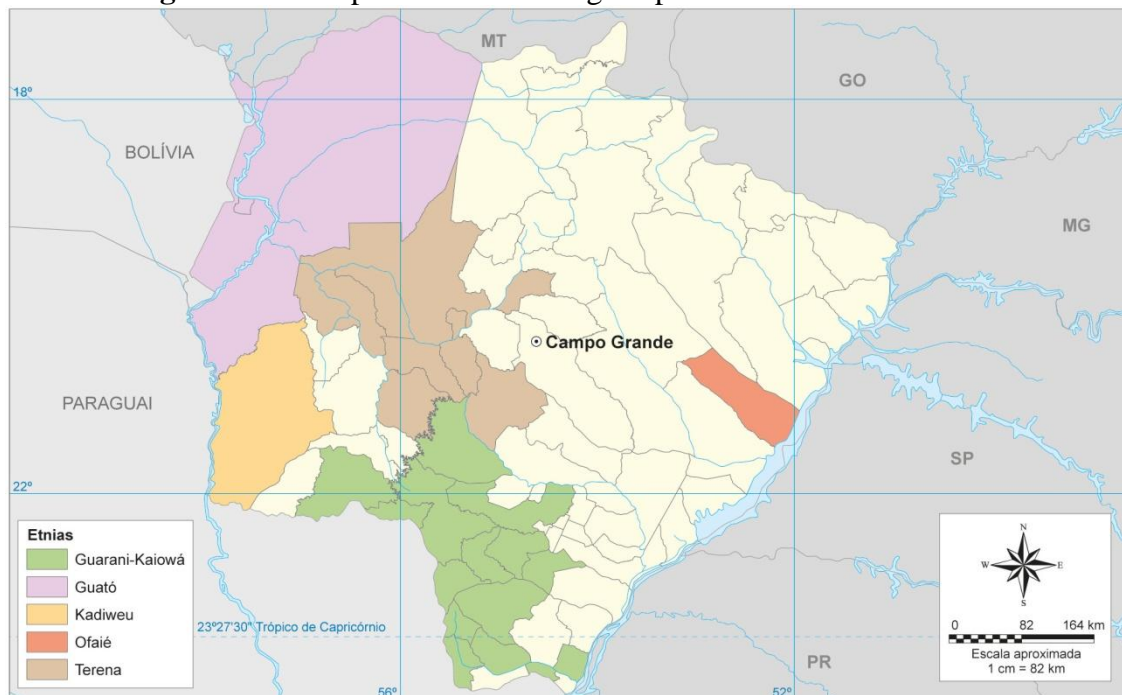 MT
GO
18º
BOLÍVIA
MG
Campo Grande
PARAGUAI
SP
22º
Etnias
Guarani-Kaiowá
Guató
Kadiweu
Ofaié
Terena
23º27'30" Trópico de Capricórnio
N
W E
S
0 82 164 km
Escala aproximada
1 cm = 82 km
PR
56º
52º